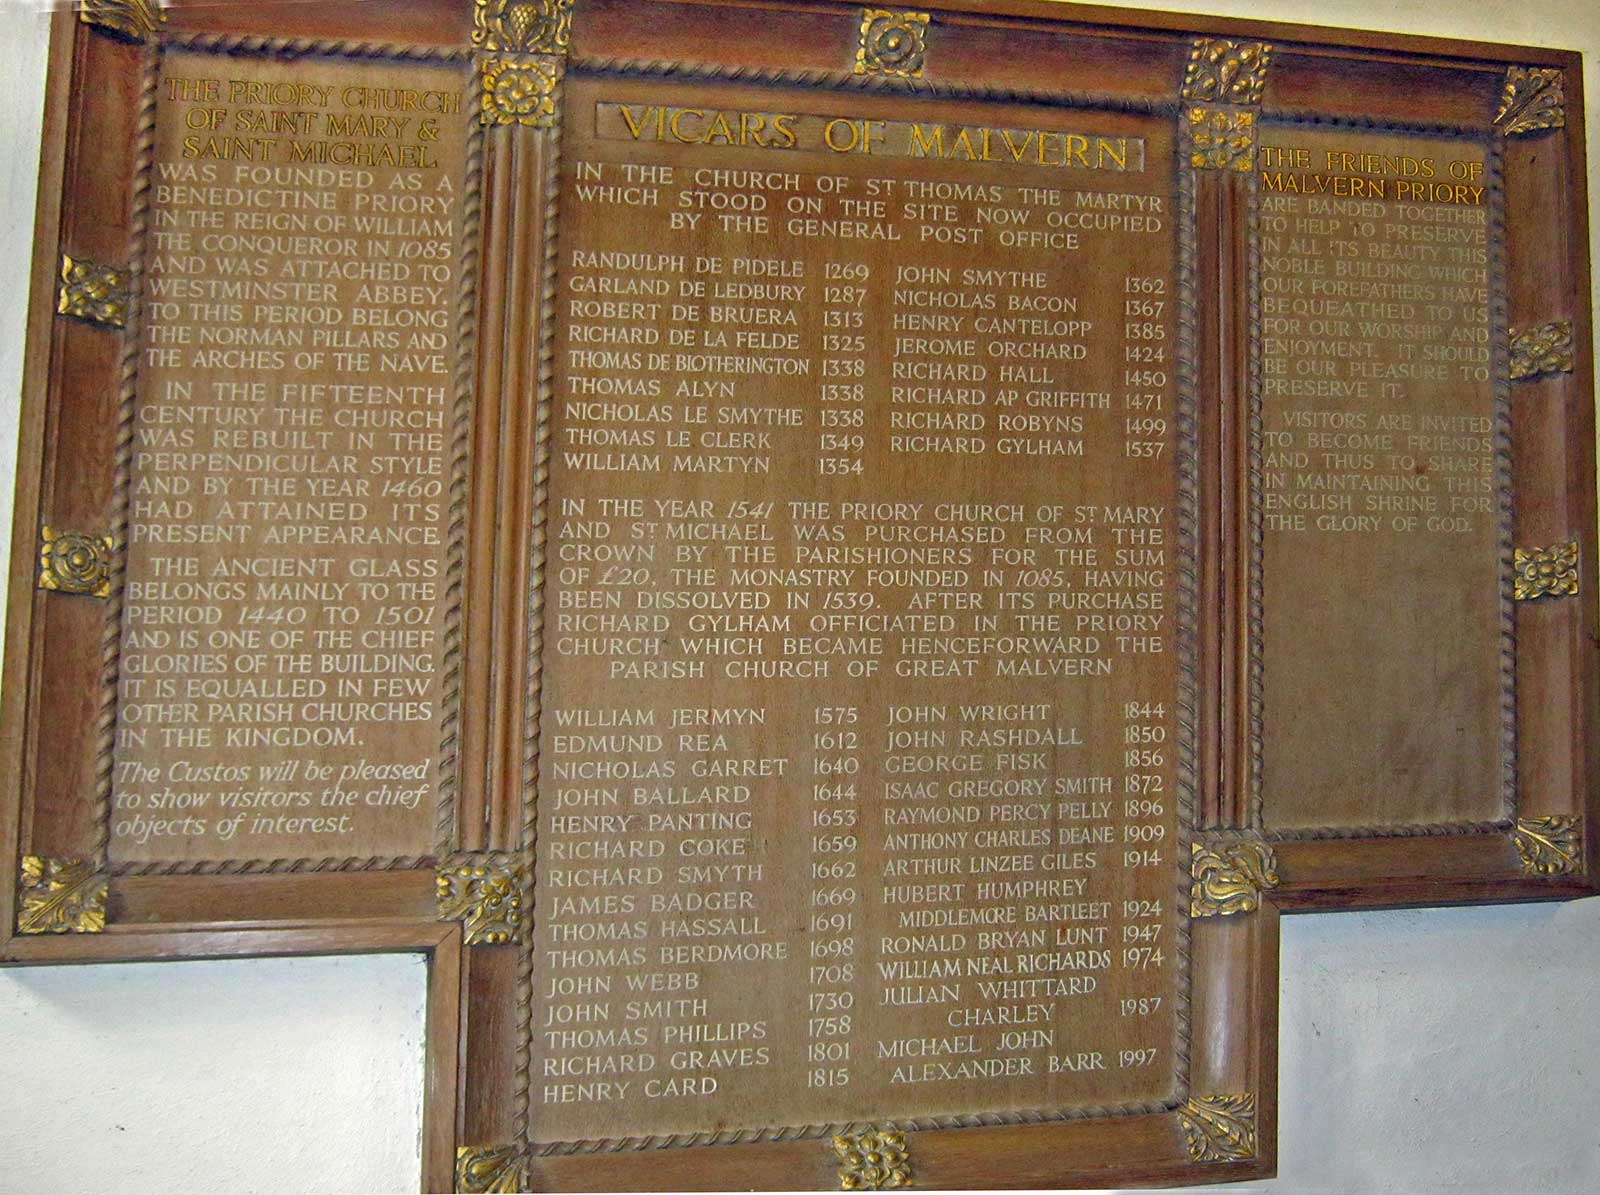 THE PRIORY CHURCH
OF SAINT MARY &
SAINT MICHAEL
WAS FOUNDED AS A
BENEDICTINE PRIORY
IN THE REIGN OF WILLIAM
THE CONQUEROR IN 1085
AND WAS ATTACHED TO
WESTMINSTER ABBEY.
TO THIS PERIOD BELONG
THE NORMAN PILLARS AND
THE ARCHES OF THE NAVE.
IN THE FIFTEENTH
CENTURY THE CHURCH
WAS REBUILT IN THE
PERPENDICULAR STYLE
AND BY THE YEAR 1460
HAD ATTAINED ITS
PRESENT APPEARANCE.
THE ANCIENT GLASS
BELONGS MAINLY TO THE
PERIOD 1440 TO 1501
AND IS ONE OF THE CHIEF
GLORIES OF THE BUILDING.
IT IS EQUALLED IN FEW
OTHER PARISH CHURCHES
IN THE KINGDOM.
The Custos will be pleased
to show visitors the chief
objects of interest.
VICARS OF MALVERN
IN THE CHURCH OF ST THOMAS THE MARTYR
WHICH STOOD ON THE SITE NOW OCCUPIED
BY THE GENERAL POST OFFICE
RANDULPH DE PIDELE 1269
GARLAND DE LEDBURY 1287
ROBERT DE BRUERA 1313
RICHARD DE LA FELDE 1325
THOMAS DE BLOTHERINGTON 1338
THOMAS ALYN 1338
NICHOLAS LE SMYTHE 1338
THOMAS LE CLERK 1349
WILLIAM MARTYN 1354
JOHN SMYTHE 1362
NICHOLAS BACON 1367
HENRY CANTELOPP 1385
JEROME ORCHARD 1424
RICHARD HALL 1450
RICHARD AP GRIFFITH 1471
RICHARD ROBYNS 1499
RICHARD GYLHAM 1537
IN THE YEAR 1541 THE PRIORY CHURCH OF ST MARY
AND ST MICHAEL WAS PURCHASED FROM THE
CROWN BY THE PARISHIONERS FOR THE SUM
OF £20, THE MONASTRY FOUNDED IN 1085, HAVING
BEEN DISSOLVED IN 1539. AFTER ITS PURCHASE
RICHARD GYLHAM OFFICIATED IN THE PRIORY
CHURCH WHICH BECAME HENCEFORWARD THE
PARISH CHURCH OF GREAT MALVERN
WILLIAM JERMYN 1575
EDMUND REA 1612
NICHOLAS GARRET 1640
JOHN BALLARD 1644
HENRY PANTING 1653
RICHARD COKE 1659
RICHARD SMYTH 1662
JAMES BADGER 1669
THOMAS HASSALL 1691
THOMAS BERDMORE 1698
JOHN WEBB 1708
JOHN SMITH 1730
THOMAS PHILLIPS 1758
RICHARD GRAVES 1801
HENRY CARD 1815
JOHN WRIGHT 1844
JOHN RASHDALL 1850
GEORGE FISK 1856
ISAAC GREGORY SMITH 1872
RAYMOND PERCY PELLY 1896
ANTHONY CHARLES DEANE 1909
ARTHUR LINZEE GILES 1914
HUBERT HUMPHREY
MIDDLEMORE BARTLEET 1924
RONALD BRYAN LUNT 1947
WILLIAM NEAL RICHARDS 1974
JULIAN WHITTARD
CHARLEY 1987
MICHAEL JOHN
ALEXANDER BARR 1997
THE FRIENDS OF
MALVERN PRIORY
ARE BANDED TOGETHER
TO HELP TO PRESERVE
IN ALL ITS BEAUTY THIS
NOBLE BUILDING WHICH
OUR FOREFATHERS HAVE
BEQUEATHED TO US
FOR OUR WORSHIP AND
ENJOYMENT. IT SHOULD
BE OUR PLEASURE TO
PRESERVE IT.
VISITORS ARE INVITED
TO BECOME FRIENDS
AND THUS TO SHARE
IN MAINTAINING THIS
ENGLISH SHRINE FOR
THE GLORY OF GOD.